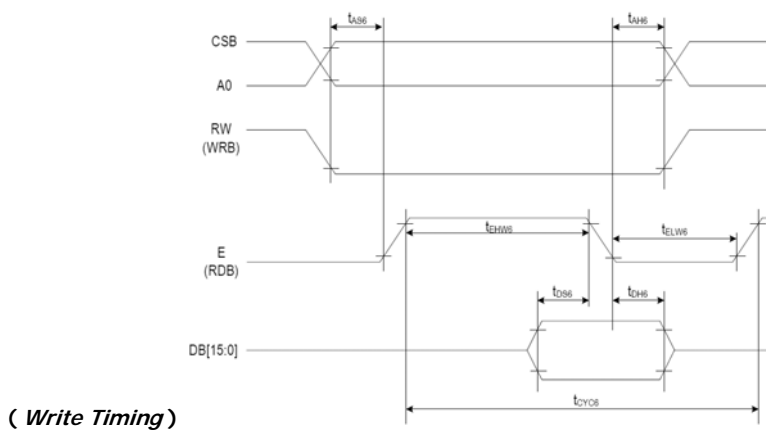 tAS6 tAH6
CSB
A0
RW
(WRB)
tEHW6 tELW6
E
(RDB)
tDS6 tDH6
DB[15:0]
tCYC6
( Write Timing )